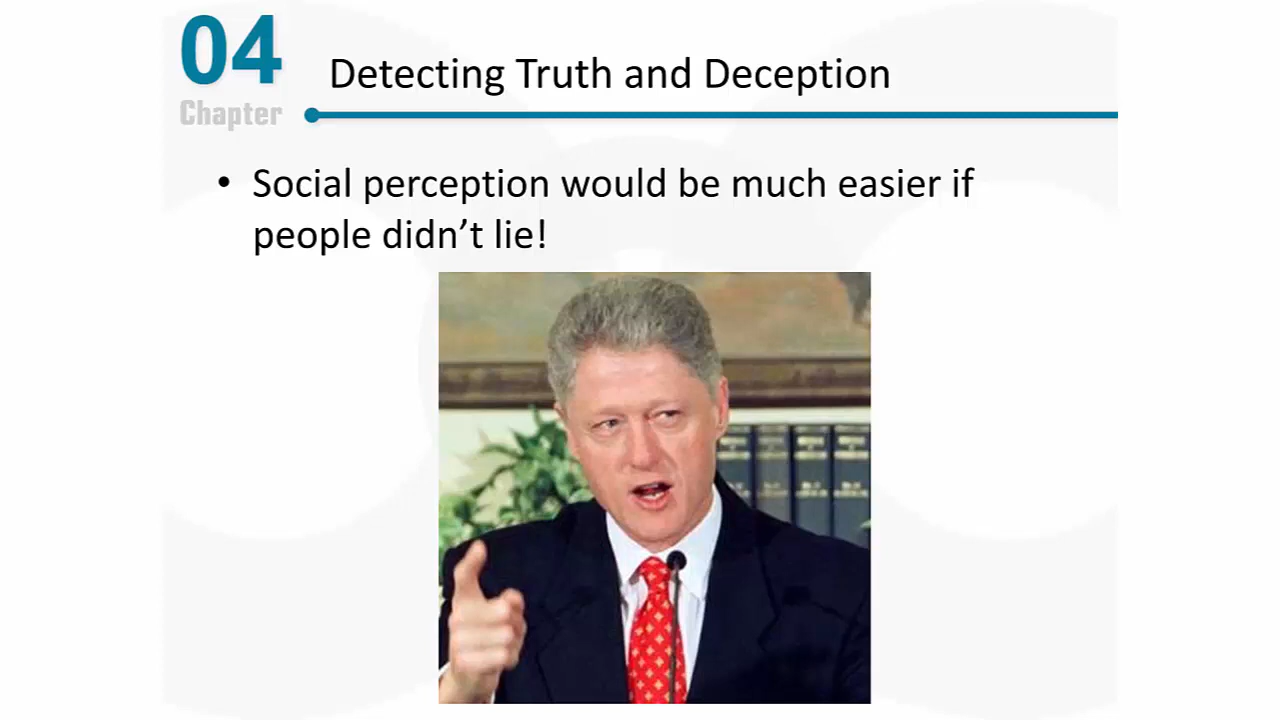 04
Chapter
Detecting Truth and Deception
• Social perception would be much easier if
people didn’t lie!